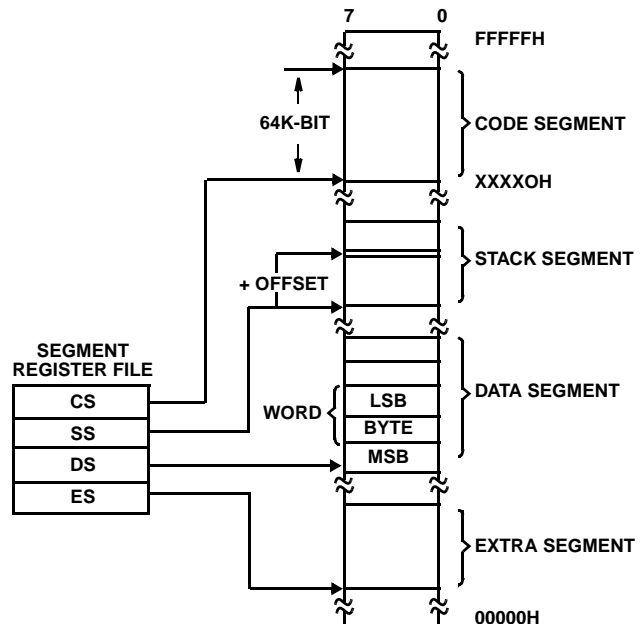 7 0
FFFFFH
64K-BIT
CODE SEGMENT
XXXXOH
STACK SEGMENT
+ OFFSET
SEGMENT
REGISTER FILE
CS
SS
DS
ES
WORD
LSB
BYTE
MSB
DATA SEGMENT
EXTRA SEGMENT
00000H